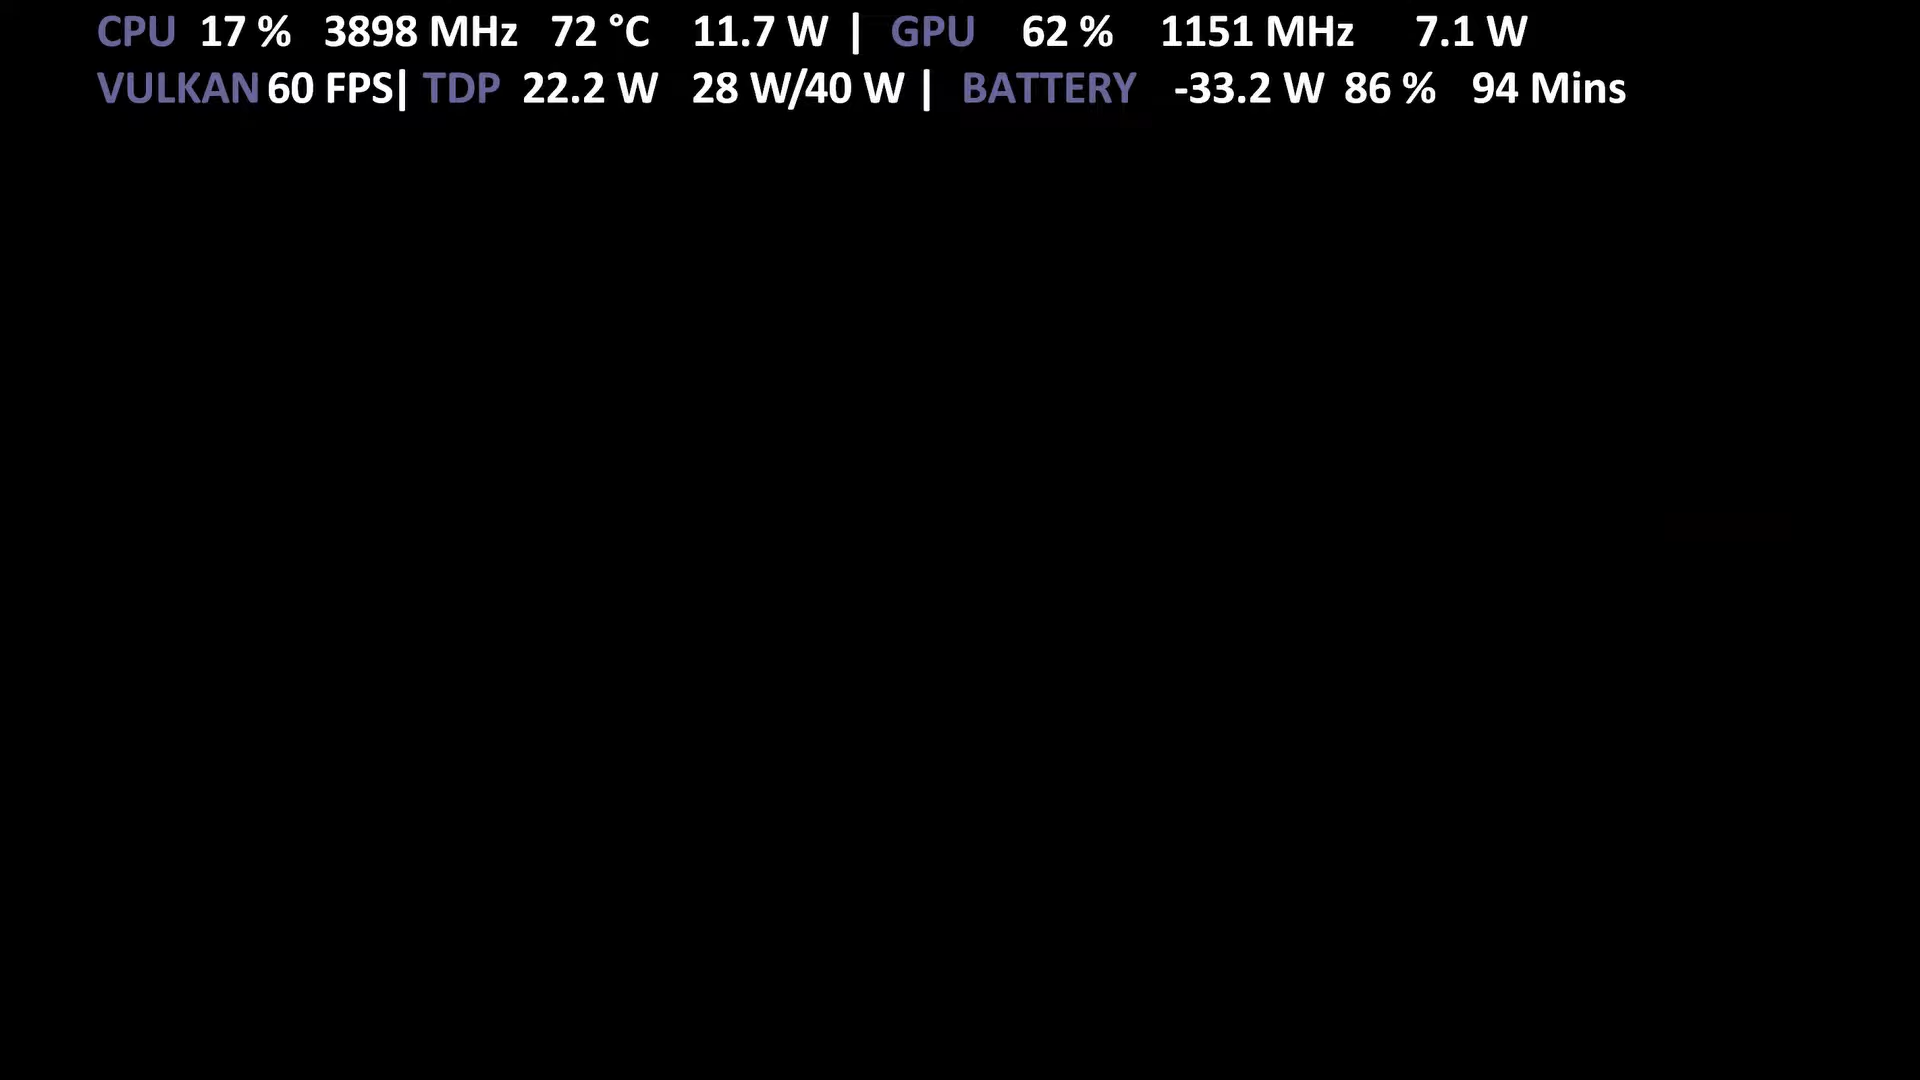 CPU 17 % 3898 MHz 72 °C 11.7 W | GPU 62 % 1151 MHz 7.1 W
VULKAN 60 FPS| TDP 22.2 W 28 W/40 W | BATTERY -33.2 W 86 % 94 Mins